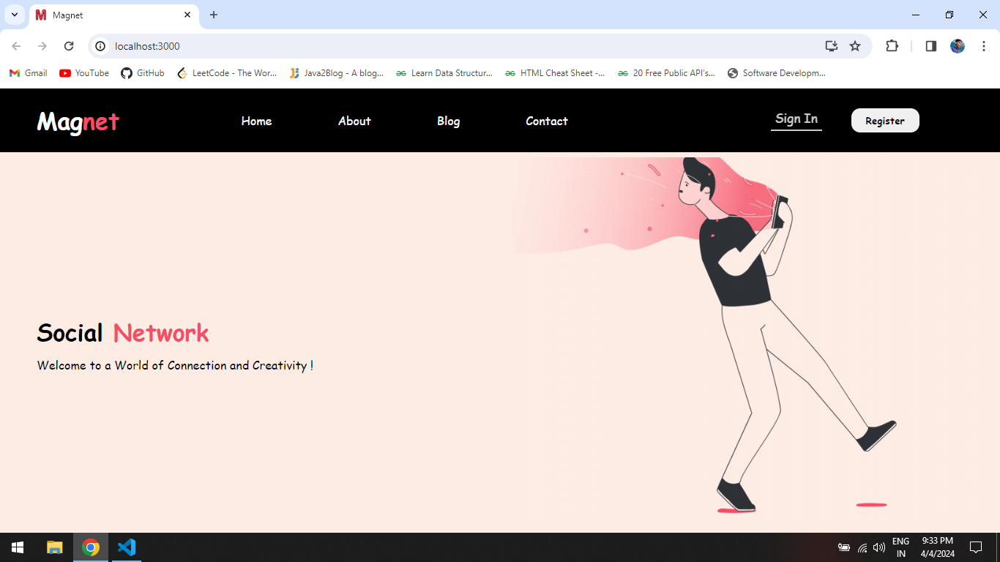 Magnet
localhost:3000
Gmail YouTube GitHub LeetCode - The Wor... Java2Blog - A blog... Learn Data Structur... HTML Cheat Sheet -... 20 Free Public API's... Software Developm...
Magnet Home About Blog Contact Sign In Register
Social Network
Welcome to a World of Connection and Creativity !
ENG 9:33 PM
IN 4/4/2024